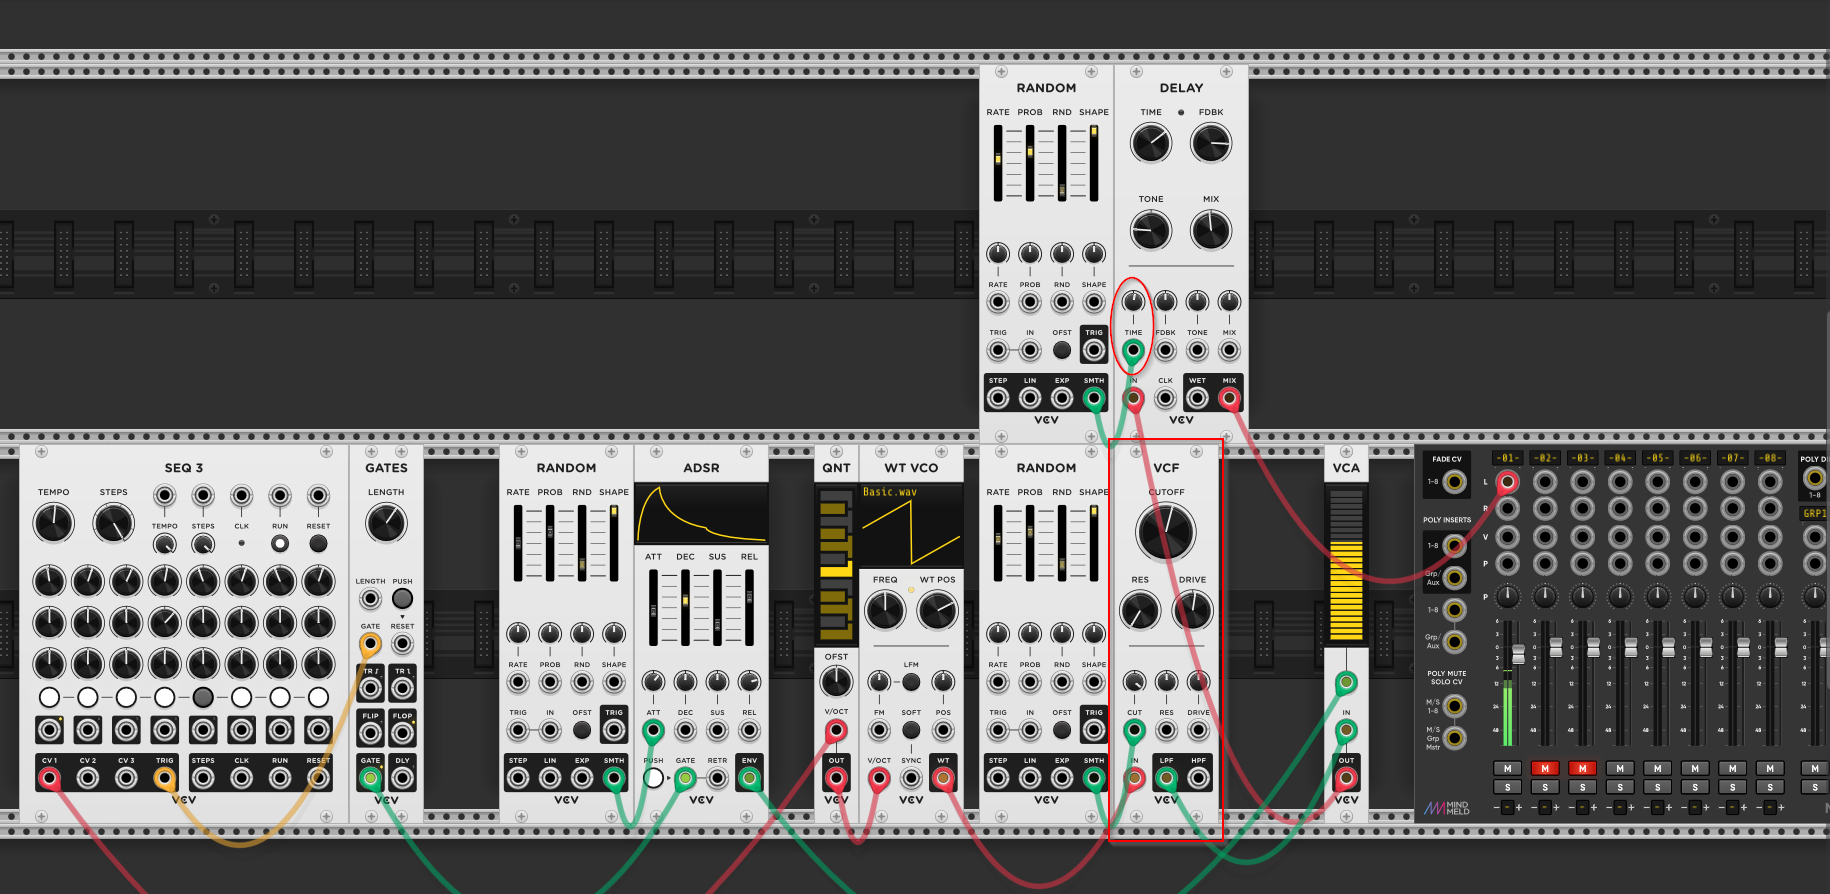 RANDOM DELAY
RATE PROB RND SHAPE TIME FDBK
TONE MIX
RATE PROB RND SHAPE
TRIG IN OFST TRIG TIME FDBK TONE MIX
STEP LIN EXP SMTH IN CLK WET MIX
VCV VCV
SEQ 3 GATES RANDOM ADSR QNT WT VCO RANDOM VCF VCA
FADE CV -01- -02- -03- -04- -05- -06- -07- -08- POLY D
1-8 L 1-8
TEMPO STEPS LENGTH RATE PROB RND SHAPE Basic.wav RATE PROB RND SHAPE CUTOFF
R GRP1
TEMPO STEPS CLK RUN RESET POLY INSERTS
V
1-8
ATT DEC SUS REL P
Grp/
Aux
LENGTH PUSH FREQ WT POS RES DRIVE
1-8 P
GATE RESET
Grp/
Aux
6 3 0 3 6 12 24 48
OFST LFM
RATE PROB RND SHAPE RATE PROB RND SHAPE
TR TR
POLY MUTE
SOLO CV
M/S
1-8
FLIP FLOP TRIG IN OFST TRIG ATT DEC SUS REL V/OCT FM SOFT POS TRIG IN OFST TRIG CUT RES DRIVE IN
M/S
Grp
Mstr
CV 1 CV 2 CV 3 TRIG STEPS CLK RUN RESET GATE DLY STEP LIN EXP SMTH PUSH GATE RETR ENV OUT V/OCT SYNC WT STEP LIN EXP SMTH IN LPF HPF OUT
M M M M M M M M M
S S S S S S S S S
VCV VCV VCV VCV VCV VCV VCV VCV VCV
MIND
MELD
- + - + - + - + - + - + - + - +